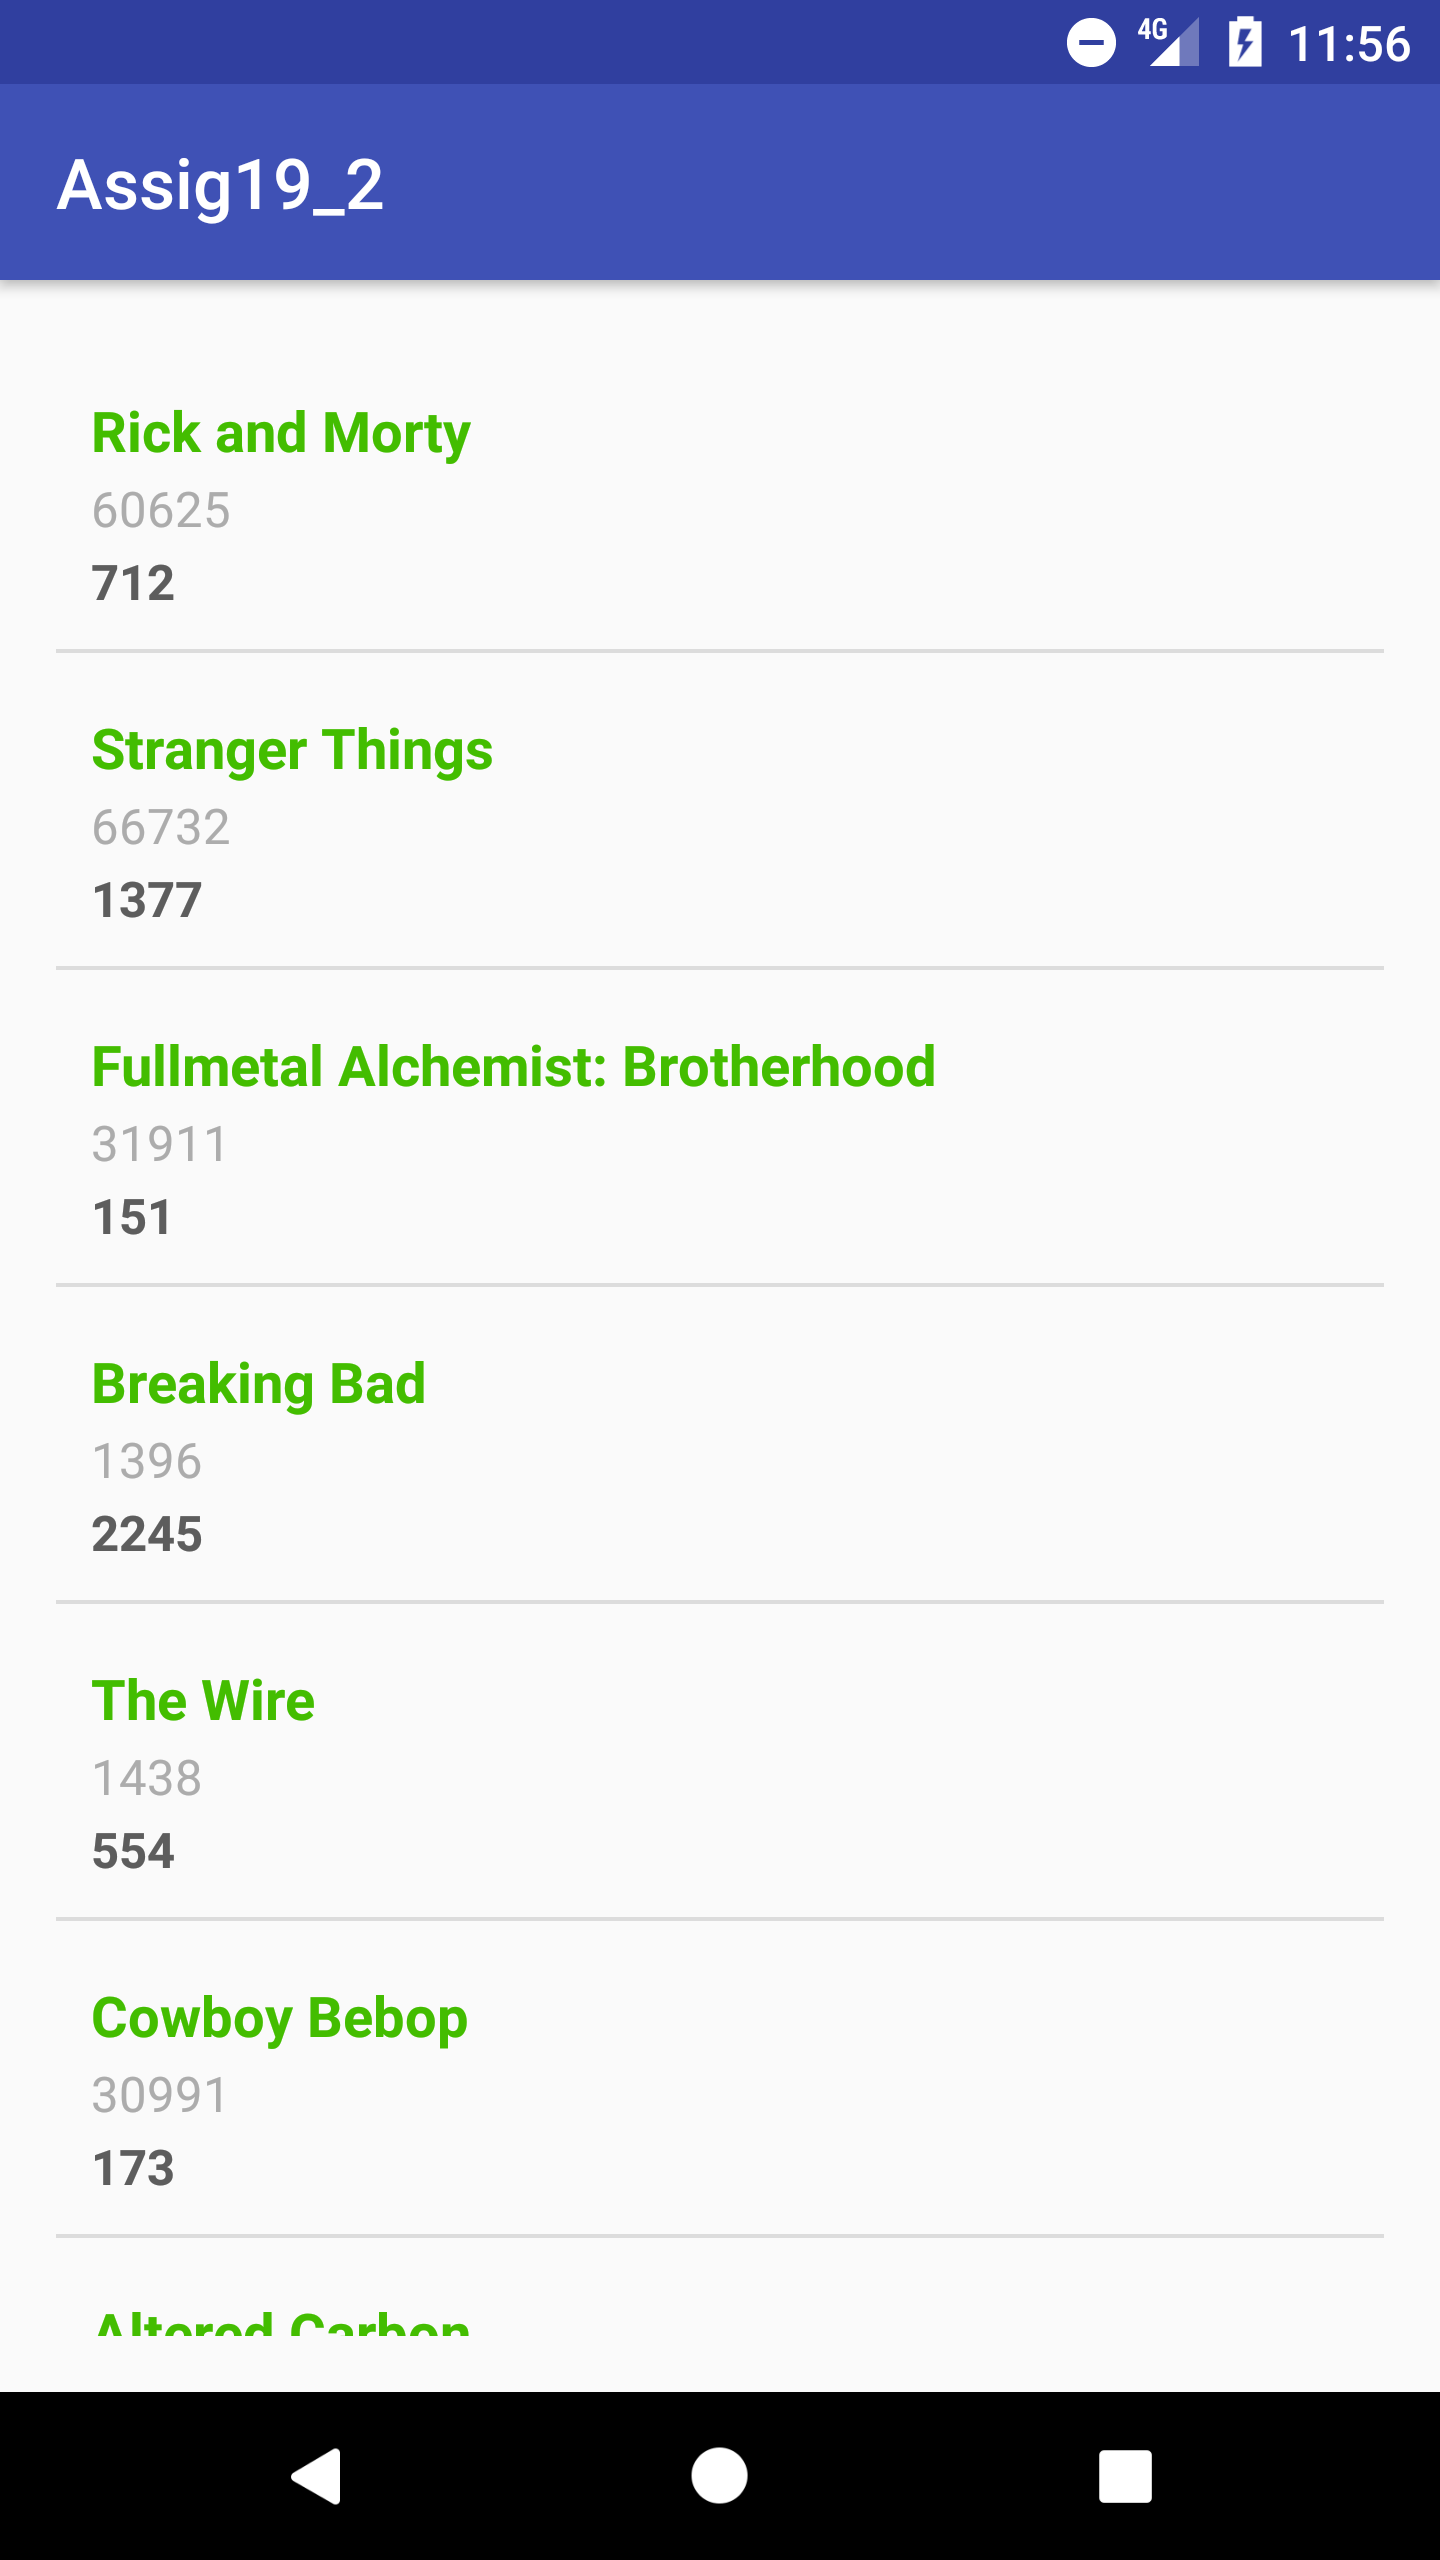 4G 11:56
Assig19_2
Rick and Morty
60625
712
Stranger Things
66732
1377
Fullmetal Alchemist: Brotherhood
31911
151
Breaking Bad
1396
2245
The Wire
1438
554
Cowboy Bebop
30991
173
Altered Carbon